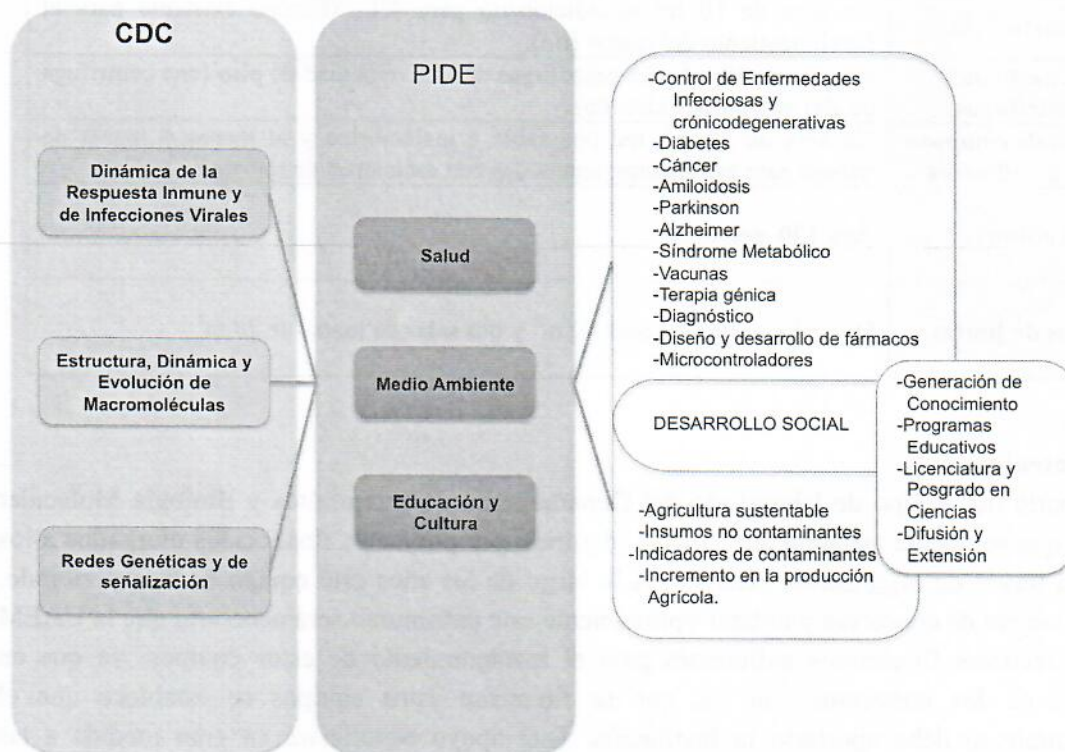 CDC
Dinámica de la
Respuesta Inmune y
de Infecciones Virales
Estructura, Dinámica y
Evolución de
Macromoléculas
Redes Genéticas y de
señalización
PIDE
Salud
Medio Ambiente
Educación y
Cultura
-Control de Enfermedades
Infecciosas y
crónicodegenerativas
-Diabetes
-Cáncer
-Amiloidosis
-Parkinson
-Alzheimer
-Síndrome Metabólico
-Vacunas
-Terapia génica
-Diagnóstico
-Diseño y desarrollo de fármacos
-Microcontroladores
DESARROLLO SOCIAL
-Agricultura sustentable
-Insumos no contaminantes
-Indicadores de contaminantes
-Incremento en la producción
Agrícola.
-Generación de
Conocimiento
-Programas
Educativos
-Licenciatura y
Posgrado en
Ciencias
-Difusión y
Extensión